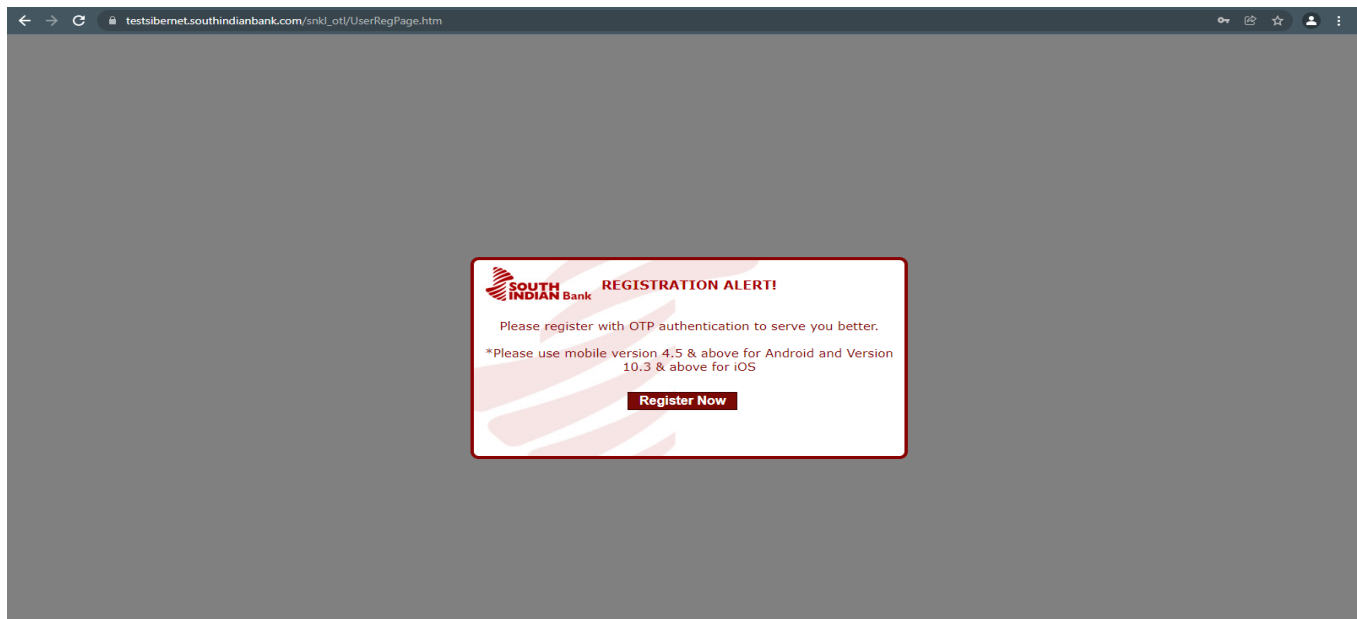 testsibernet.southindianbank.com/snkl_otl/UserRegPage.htm
SOUTH
INDIAN Bank
REGISTRATION ALERT!
Please register with OTP authentication to serve you better.
*Please use mobile version 4.5 & above for Android and Version
10.3 & above for iOS
Register Now